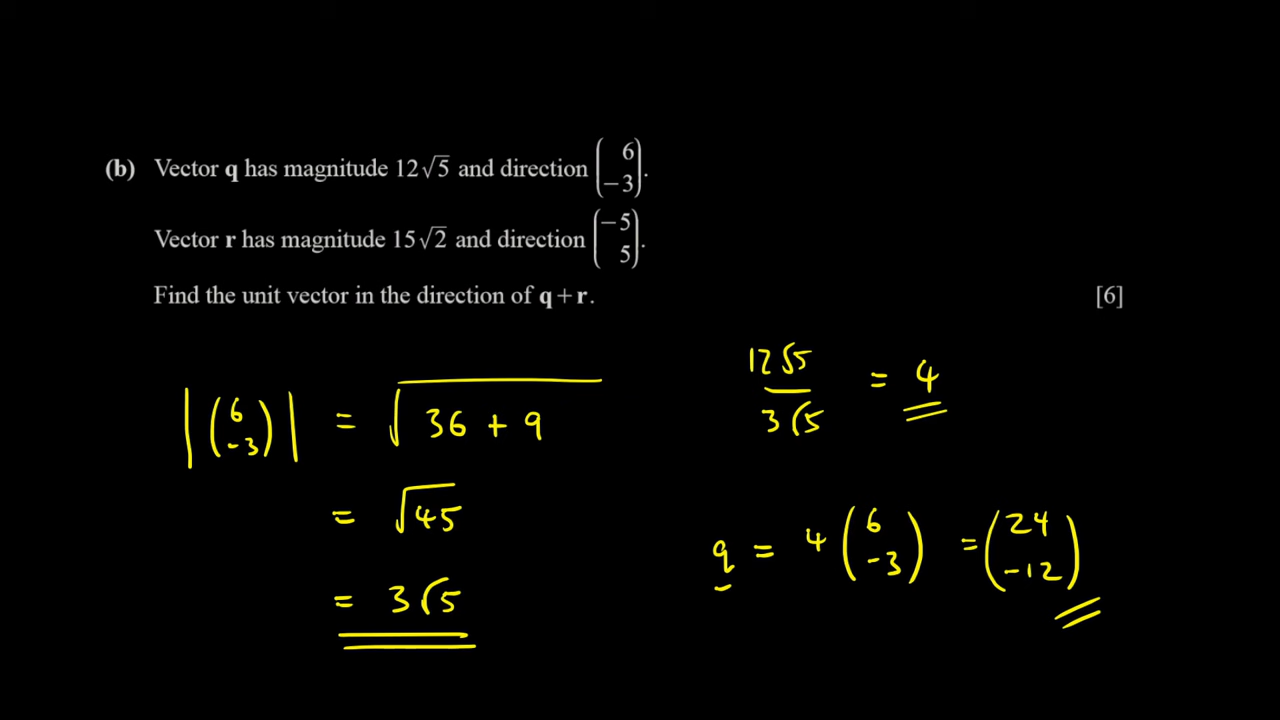 (b) Vector q has magnitude 12√5 and direction (6 −3).
Vector r has magnitude 15√2 and direction (−5 5).
Find the unit vector in the direction of q+r. [6]
|(6 -3)| = √36 + 9
= √45
= 3√5
12√5 / 3√5 = 4
q = 4(6 -3) = (24 -12)